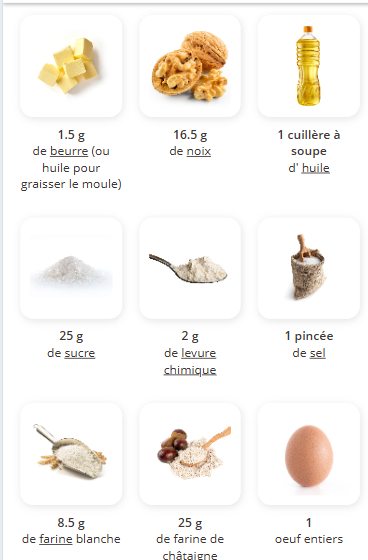 1.5 g
de beurre (ou
huile pour
graisser le moule)
16.5 g
de noix
1 cuillère à
soupe
d' huile
25 g
de sucre
2 g
de levure
chimique
1 pincée
de sel
8.5 g
de farine blanche
25 g
de farine de
châtaigne
1
oeuf entiers